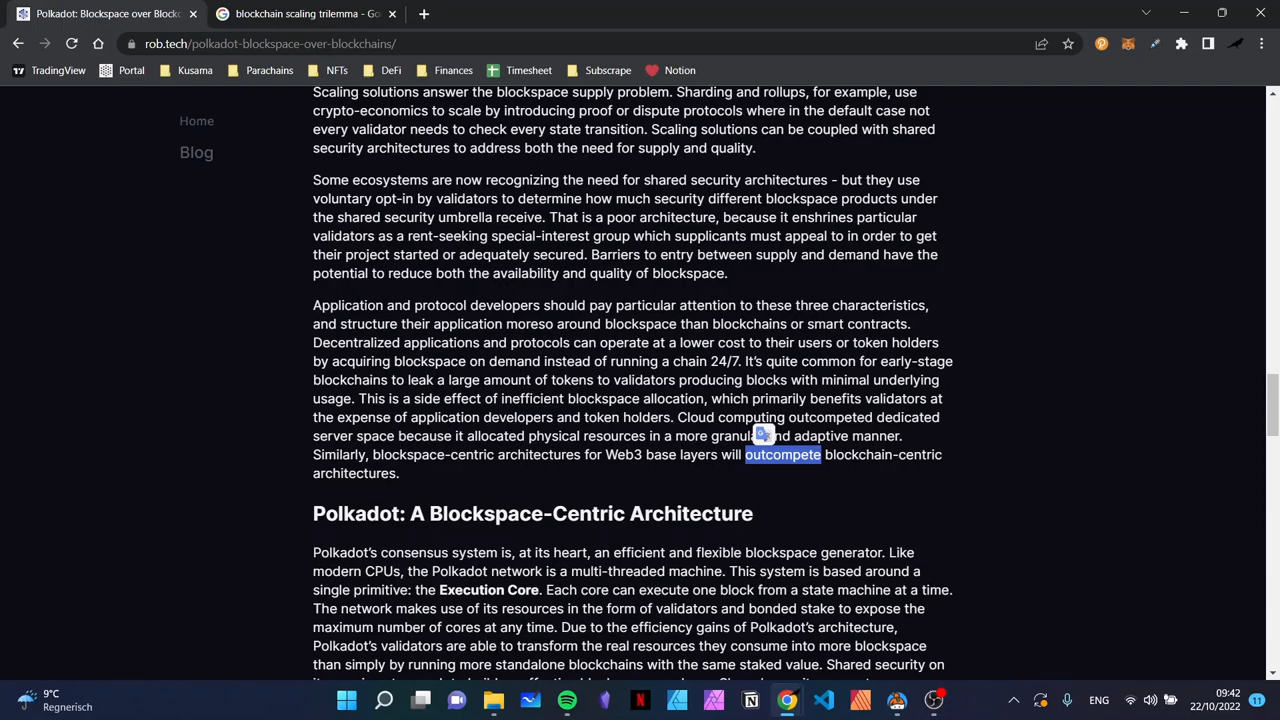 Polkadot: Blockspace over Blockc
blockchain scaling trilemma - Go
rob.tech/polkadot-blockspace-over-blockchains/
TradingView
Portal
Kusama
Parachains
NFTs
DeFi
Finances
Timesheet
Subscrape
Notion
Home
Blog
Scaling solutions answer the blockspace supply problem. Sharding and rollups, for example, use
crypto-economics to scale by introducing proof or dispute protocols where in the default case not
every validator needs to check every state transition. Scaling solutions can be coupled with shared
security architectures to address both the need for supply and quality.
Some ecosystems are now recognizing the need for shared security architectures - but they use
voluntary opt-in by validators to determine how much security different blockspace products under
the shared security umbrella receive. That is a poor architecture, because it enshrines particular
validators as a rent-seeking special-interest group which supplicants must appeal to in order to get
their project started or adequately secured. Barriers to entry between supply and demand have the
potential to reduce both the availability and quality of blockspace.
Application and protocol developers should pay particular attention to these three characteristics,
and structure their application moreso around blockspace than blockchains or smart contracts.
Decentralized applications and protocols can operate at a lower cost to their users or token holders
by acquiring blockspace on demand instead of running a chain 24/7. It's quite common for early-stage
blockchains to leak a large amount of tokens to validators producing blocks with minimal underlying
usage. This is a side effect of inefficient blockspace allocation, which primarily benefits validators at
the expense of application developers and token holders. Cloud computing outcompeted dedicated
server space because it allocated physical resources in a more granula nd adaptive manner.
Similarly, blockspace-centric architectures for Web3 base layers will outcompete blockchain-centric
architectures.
Polkadot: A Blockspace-Centric Architecture
Polkadot's consensus system is, at its heart, an efficient and flexible blockspace generator. Like
modern CPUs, the Polkadot network is a multi-threaded machine. This system is based around a
single primitive: the Execution Core. Each core can execute one block from a state machine at a time.
The network makes use of its resources in the form of validators and bonded stake to expose the
maximum number of cores at any time. Due to the efficiency gains of Polkadot's architecture,
Polkadot's validators are able to transform the real resources they consume into more blockspace
than simply by running more standalone blockchains with the same staked value. Shared security on
9°C
Regnerisch
ENG
09:42
22/10/2022
11